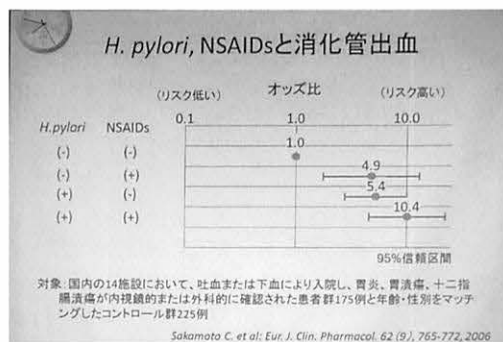 H. pylori, NSAIDsと消化管出血
(リスク低い) オッズ比 (リスク高い)
H.pylori NSAIDs 0.1 1.0 10.0
(-) (-) 1.0
(-) (+) 4.9
(+) (-) 5.4
(+) (+) 10.4
95%信頼区間
対象：国内の14施設において、吐血または下血により入院し、胃炎、胃潰瘍、十二指
腸潰瘍が内視鏡的または外科的に確認された患者群175例と年齢・性別をマッチ
ングしたコントロール群225例
Sakamoto C. et al: Eur. J. Clin. Pharmacol. 62 (9), 765-772, 2006